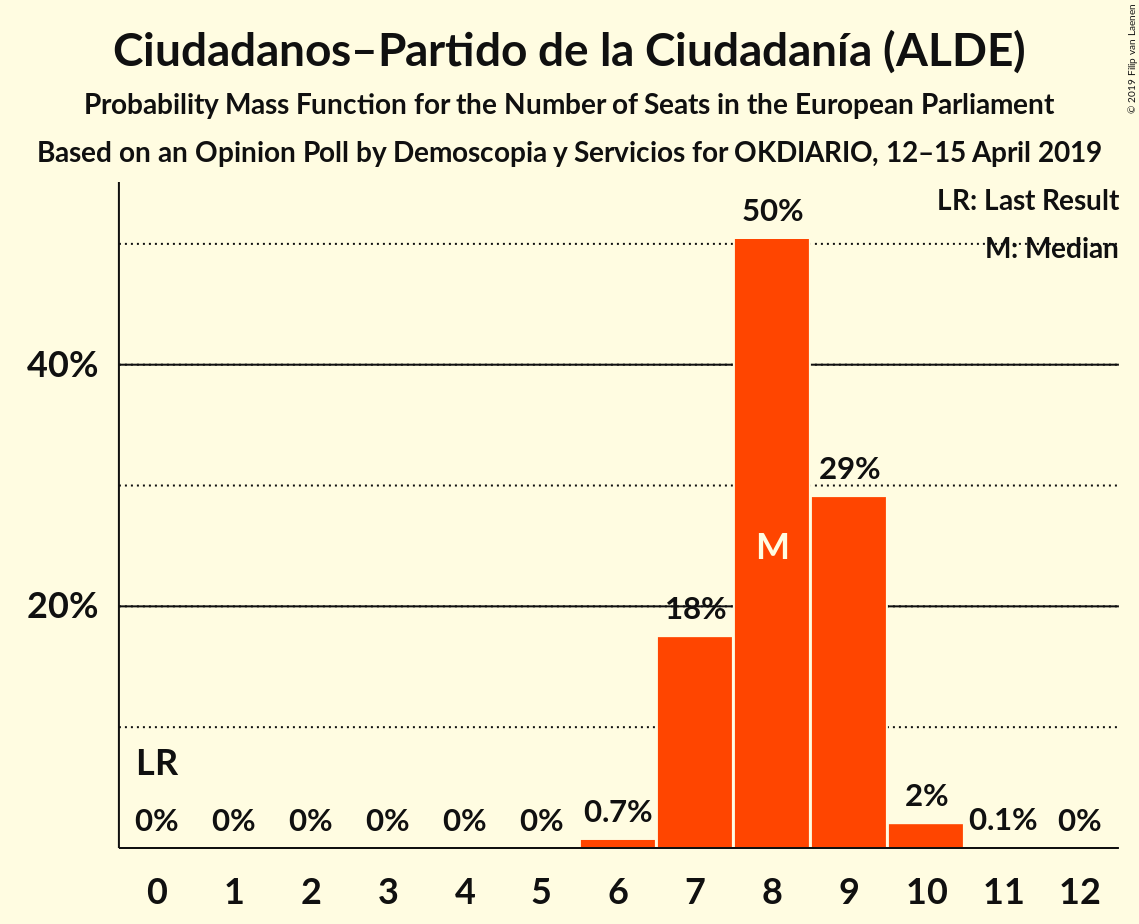 Ciudadanos–Partido de la Ciudadanía (ALDE)
Probability Mass Function for the Number of Seats in the European Parliament
Based on an Opinion Poll by Demoscopia y Servicios for OKDIARIO, 12–15 April 2019
© 2019 Filip van Laenen
LR: Last Result
M: Median
50%
40%
29%
M
20%
18%
LR
0% 0% 0% 0% 0% 0% 0.7% 2% 0.1% 0%
0 1 2 3 4 5 6 7 8 9 10 11 12